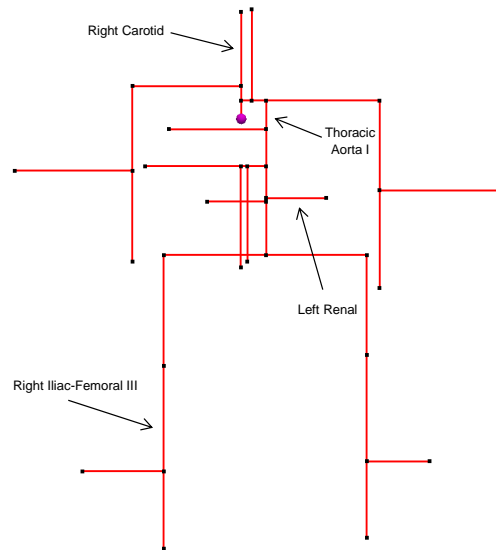 Right Carotid
Thoracic
Aorta I
Left Renal
Right Iliac-Femoral III